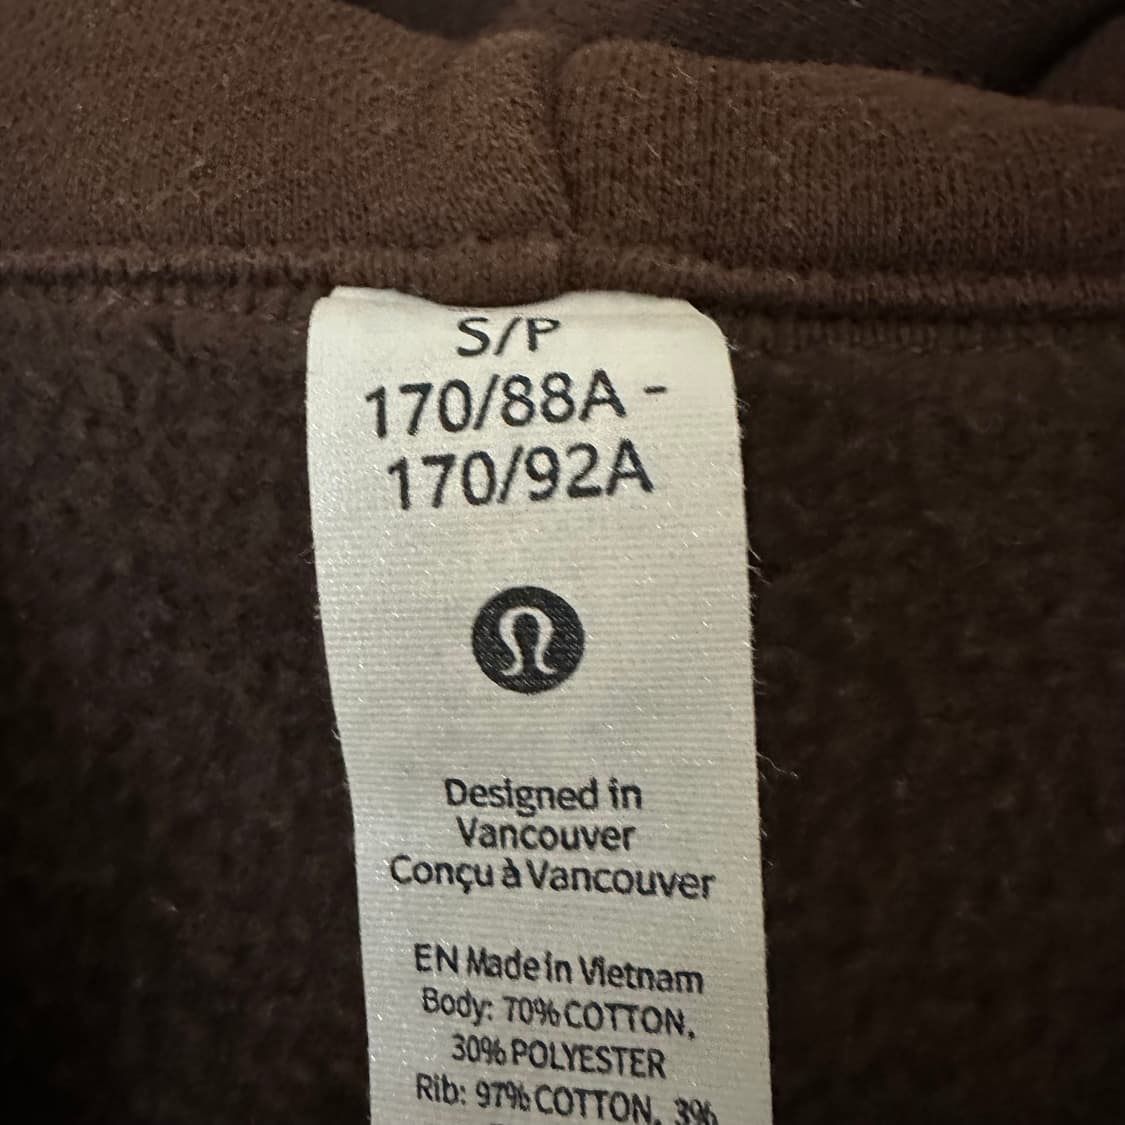 S/P
170/88A -
170/92A
Designed in
Vancouver
Conçu à Vancouver
EN Made in Vietnam
Body: 70% COTTON,
30% POLYESTER
Rib: 97% COTTON, 3%